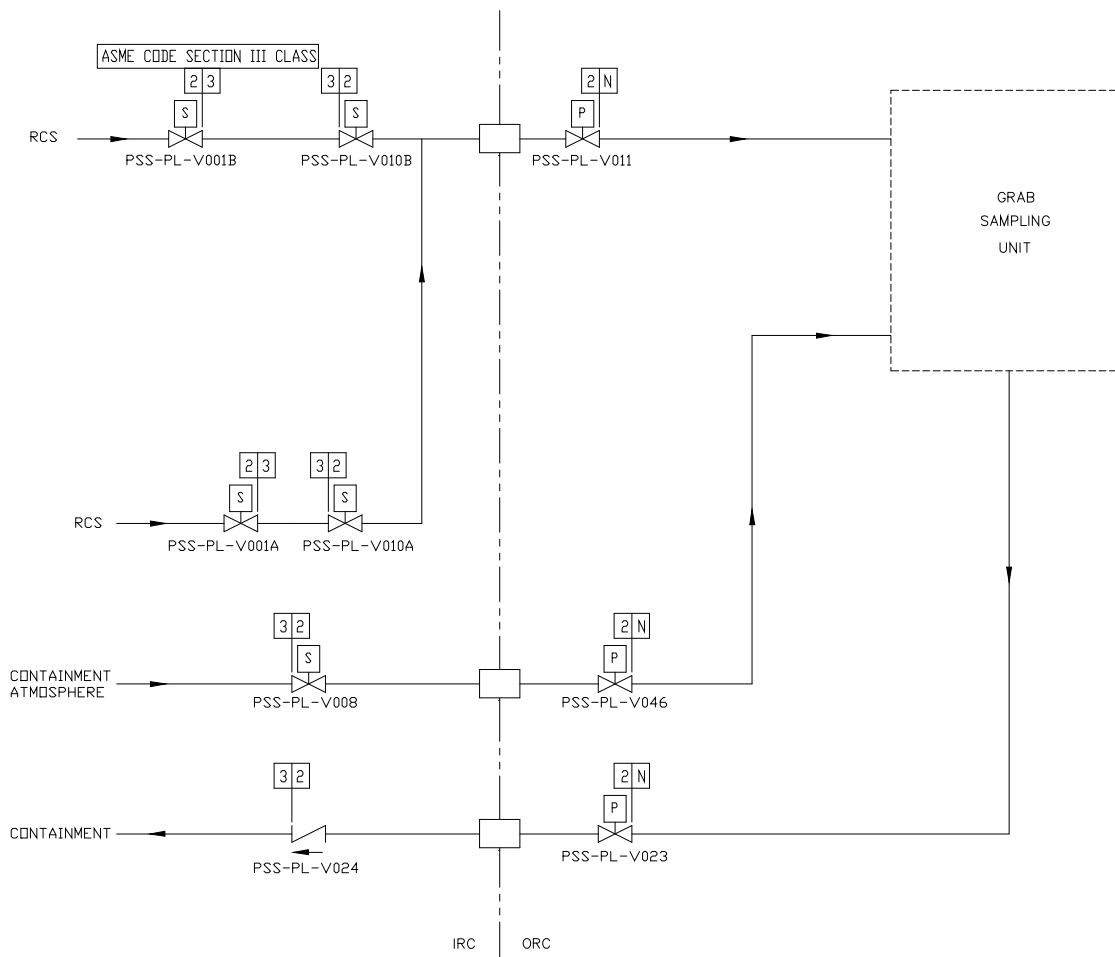 ASME CODE SECTION III CLASS
2 3
3 2
2 N
S
S
P
RCS
PSS-PL-V001B
PSS-PL-V010B
PSS-PL-V011
GRAB
SAMPLING
UNIT
2 3
3 2
S
S
RCS
PSS-PL-V001A
PSS-PL-V010A
3 2
2 N
S
P
CONTAINMENT
ATMOSPHERE
PSS-PL-V008
PSS-PL-V046
3 2
2 N
P
CONTAINMENT
PSS-PL-V024
PSS-PL-V023
IRC
ORC